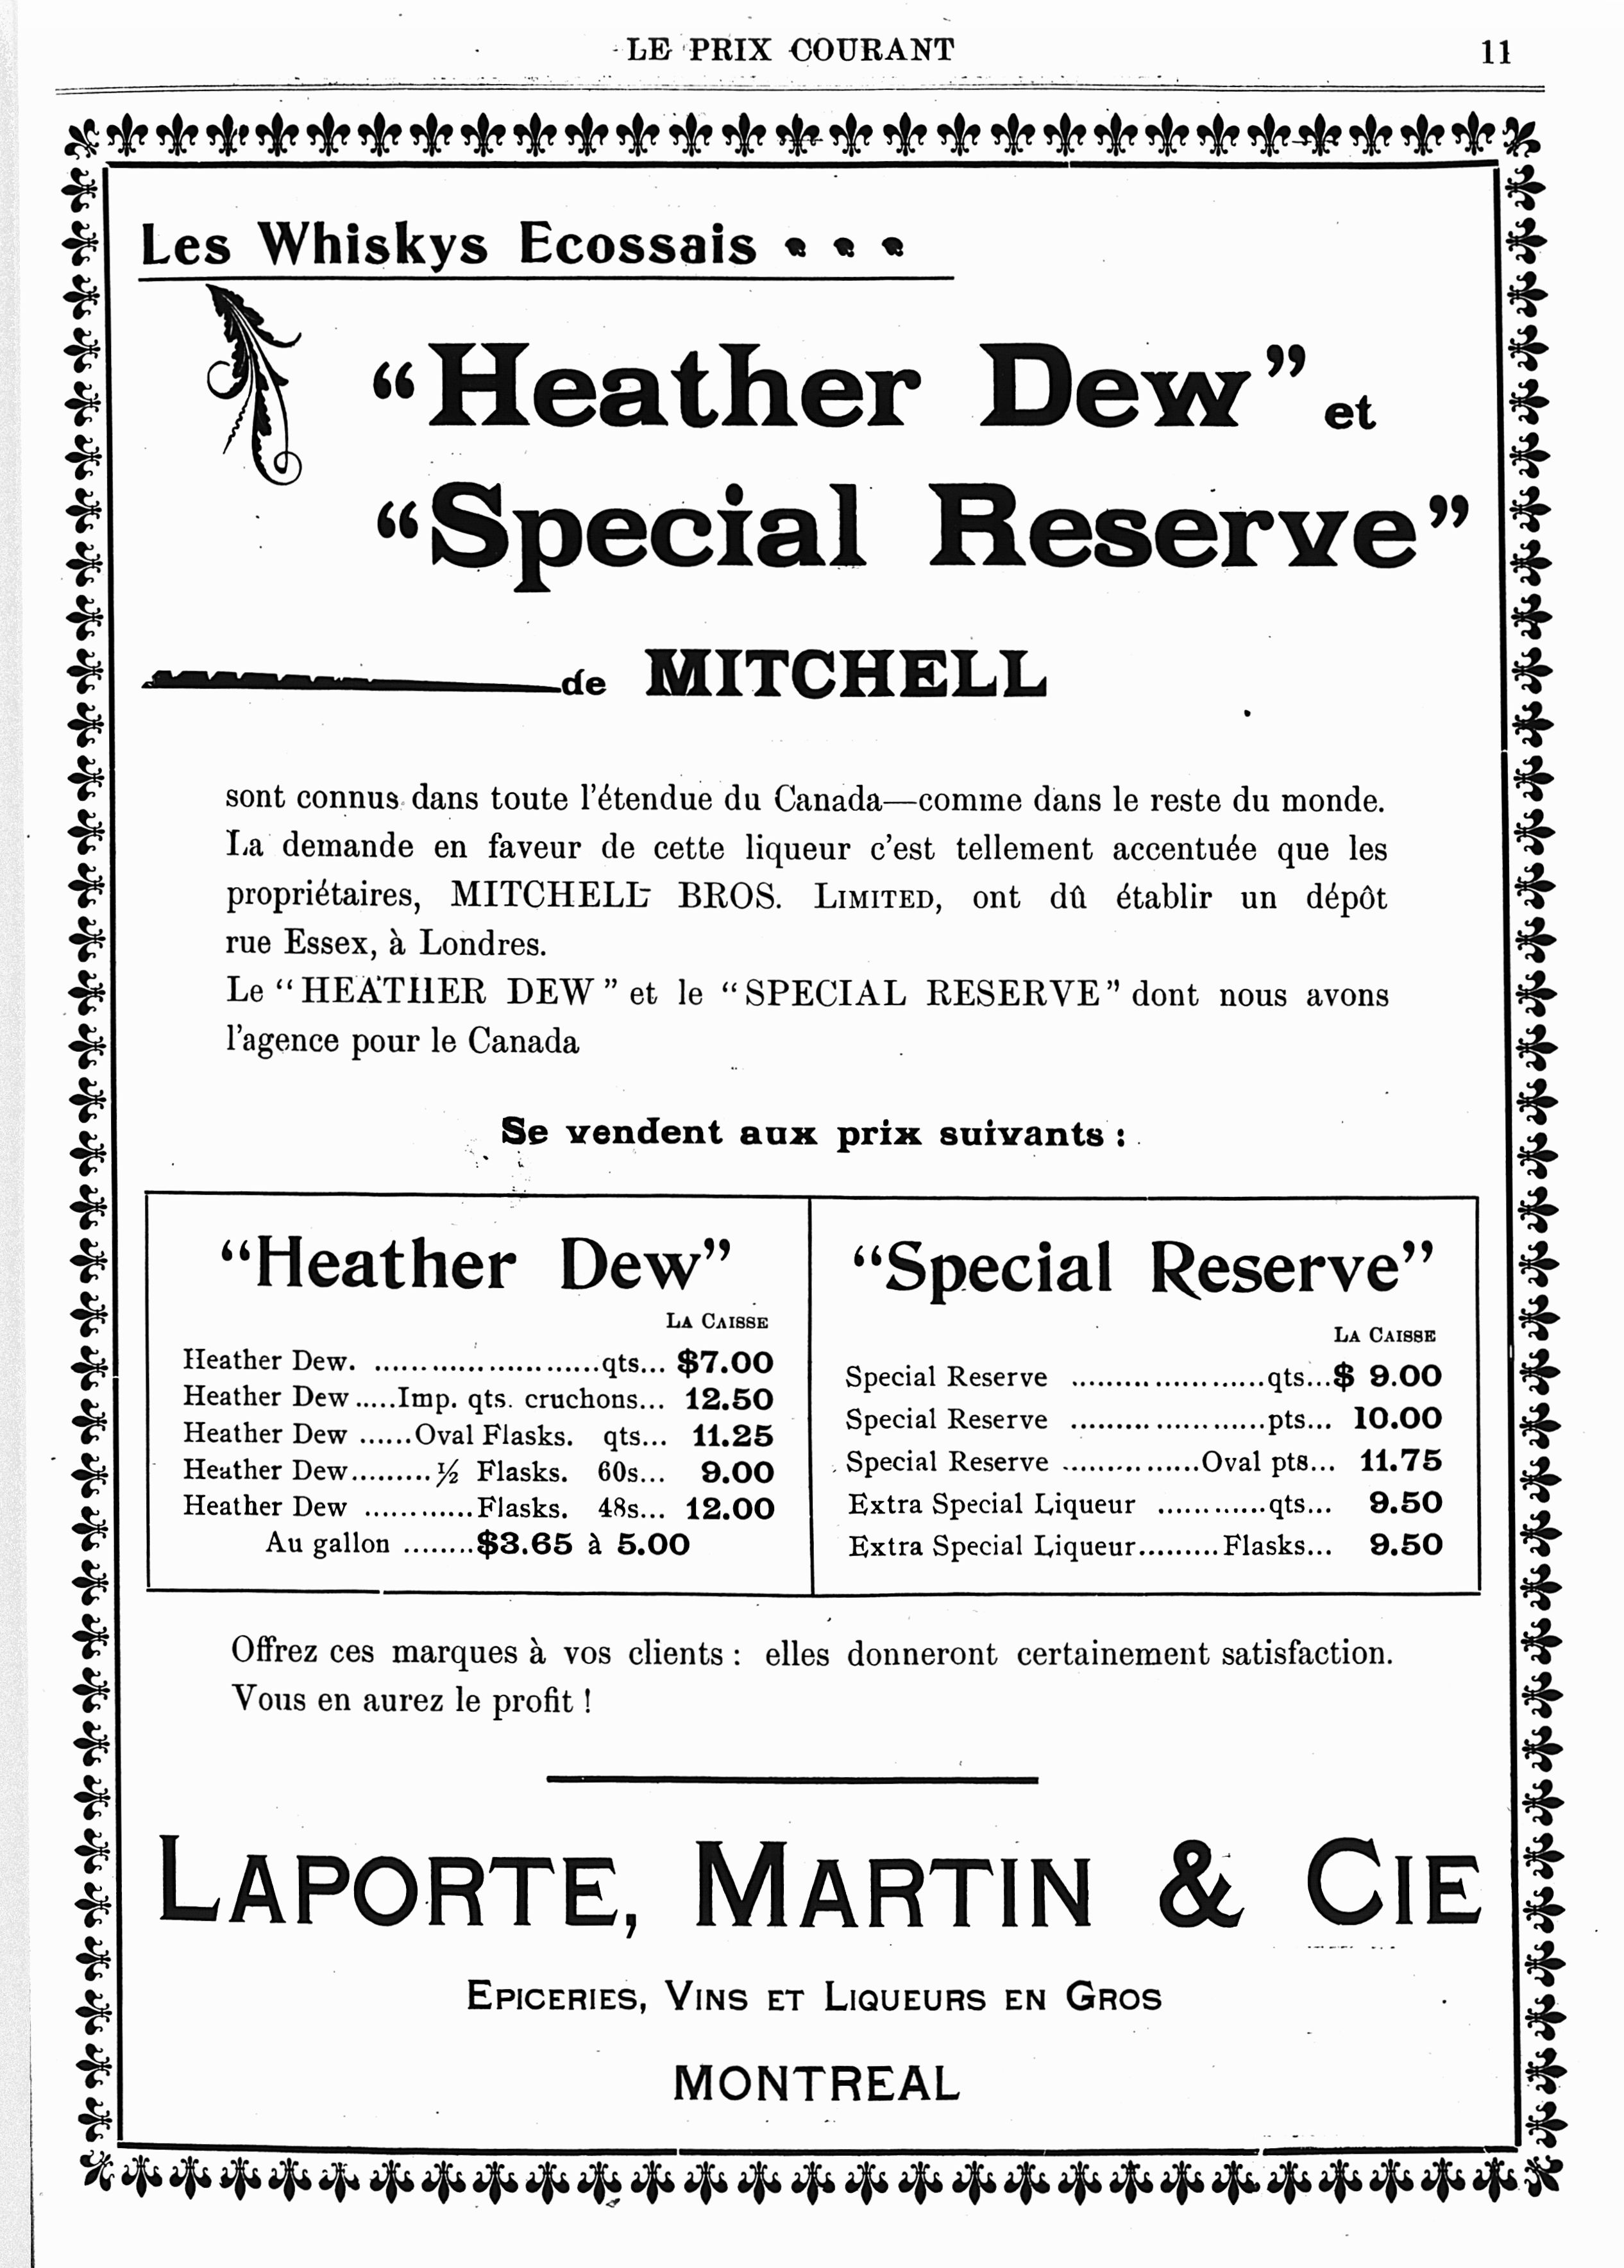 LE PRIX COURANT 11
Les Whiskys Ecossais
“Heather Dew” et
“Special Reserve”
de MITCHELL
sont connus dans toute l’étendue du Canada—comme dans le reste du monde.
La demande en faveur de cette liqueur c’est tellement accentuée que les
propriétaires, MITCHELL BROS. LIMITED, ont dû établir un dépôt
rue Essex, à Londres.
Le “HEATHER DEW” et le “SPECIAL RESERVE” dont nous avons
l’agence pour le Canada
Se vendent aux prix suivants :
“Heather Dew”
LA CAISSE
Heather Dew. ........................qts... $7.00
Heather Dew.....Imp. qts. cruchons... 12.50
Heather Dew ......Oval Flasks. qts... 11.25
Heather Dew.........½ Flasks. 60s... 9.00
Heather Dew ............Flasks. 48s... 12.00
Au gallon ........$3.65 à 5.00
“Special Reserve”
LA CAISSE
Special Reserve .....................qts...$ 9.00
Special Reserve .....................pts... 10.00
Special Reserve ...............Oval pts... 11.75
Extra Special Liqueur ............qts... 9.50
Extra Special Liqueur.........Flasks... 9.50
Offrez ces marques à vos clients : elles donneront certainement satisfaction.
Vous en aurez le profit !
LAPORTE, MARTIN & CIE
EPICERIES, VINS ET LIQUEURS EN GROS
MONTREAL